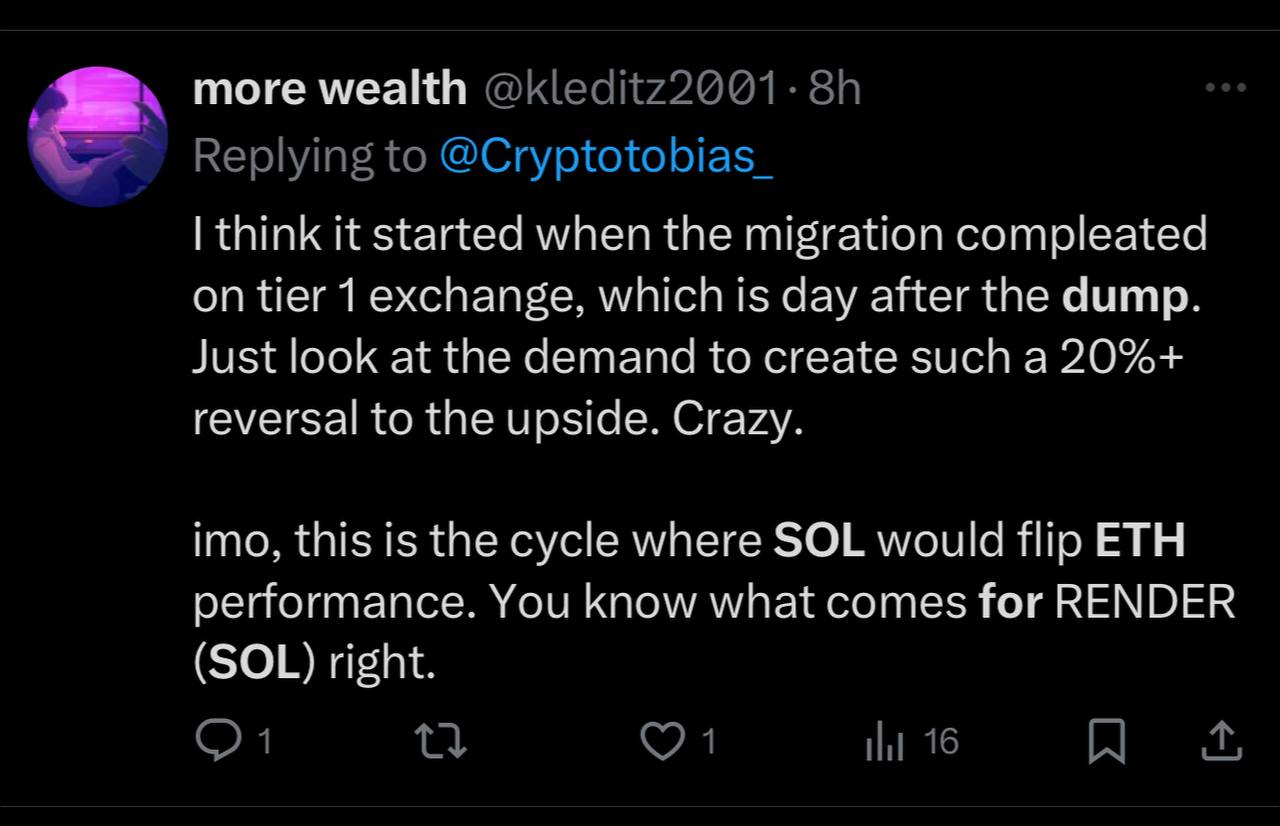 more wealth @kleditz2001 · 8h
Replying to @Cryptotobias_
I think it started when the migration compleated
on tier 1 exchange, which is day after the dump.
Just look at the demand to create such a 20%+
reversal to the upside. Crazy.
imo, this is the cycle where SOL would flip ETH
performance. You know what comes for RENDER
(SOL) right.
1 1 16